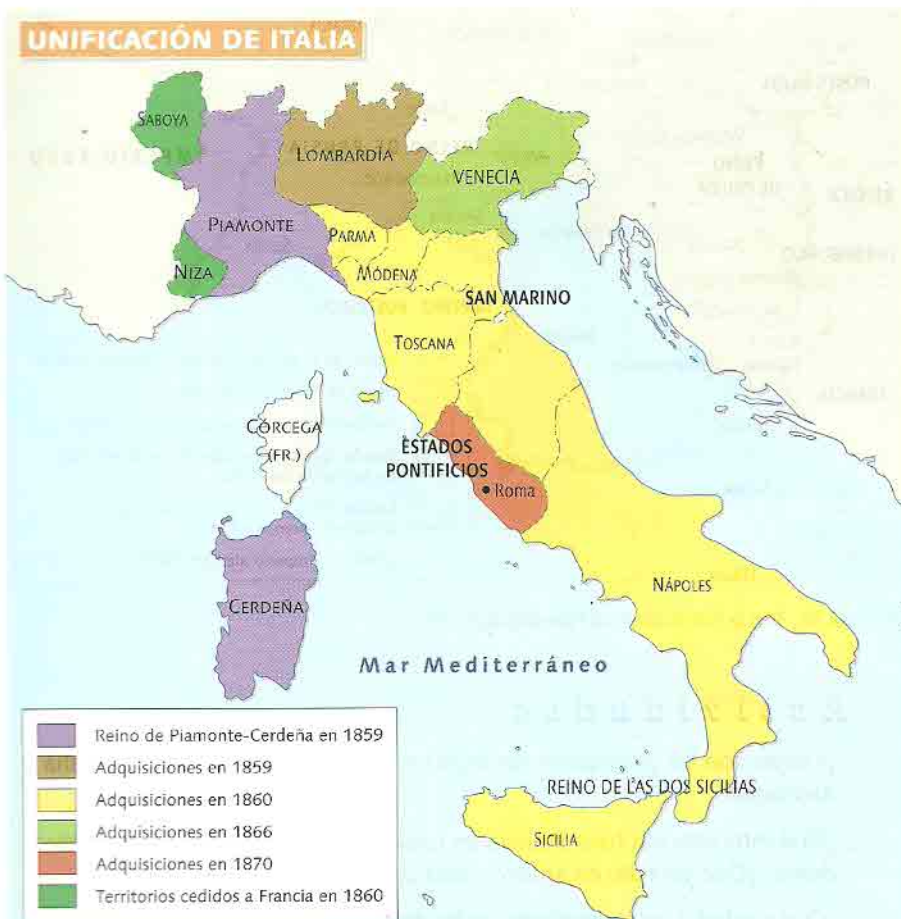 UNIFICACIÓN DE ITALIA
SABOYA
LOMBARDÍA
VENECIA
PIAMONTE
PARMA
NIZA
MÓDENA
SAN MARINO
TOSCANA
CÓRCEGA
(FR.)
ESTADOS
PONTIFICIOS
Roma
NÁPOLES
CERDEÑA
Mar Mediterráneo
REINO DE LAS DOS SICILIAS
SICILIA
Reino de Piamonte-Cerdeña en 1859
Adquisiciones en 1859
Adquisiciones en 1860
Adquisiciones en 1866
Adquisiciones en 1870
Territorios cedidos a Francia en 1860